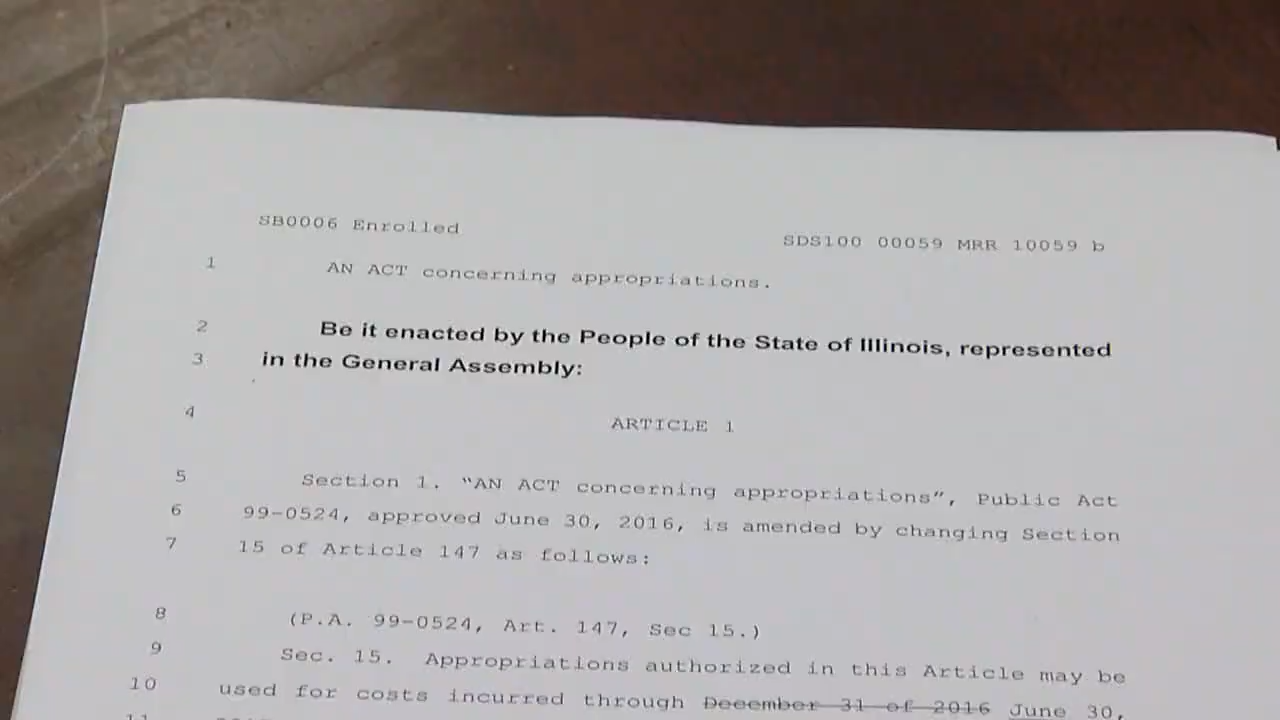 SB0006 Enrolled SDS100 00059 MRR 10059 b
1 AN ACT concerning appropriations.
2 Be it enacted by the People of the State of Illinois, represented
3 in the General Assembly:
4 ARTICLE 1
5 Section 1. “AN ACT concerning appropriations”, Public Act
6 99-0524, approved June 30, 2016, is amended by changing Section
7 15 of Article 147 as follows:
8 (P.A. 99-0524, Art. 147, Sec 15.)
9 Sec. 15. Appropriations authorized in this Article may be
10 used for costs incurred through December 31 of 2016 June 30,
11